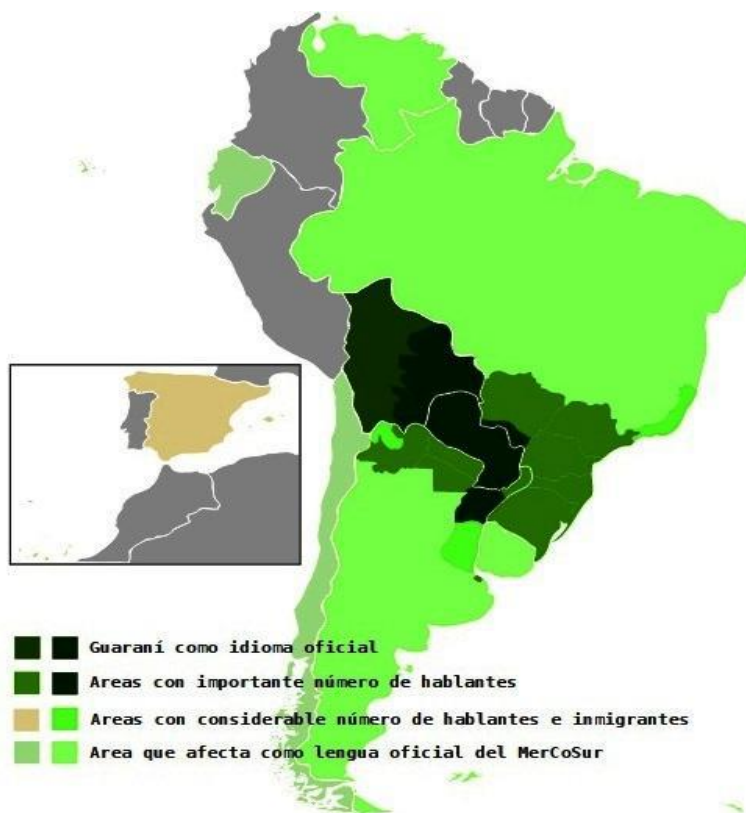 Guaraní como idioma oficial
Areas con importante número de hablantes
Areas con considerable número de hablantes e inmigrantes
Area que afecta como lengua oficial del MerCoSur